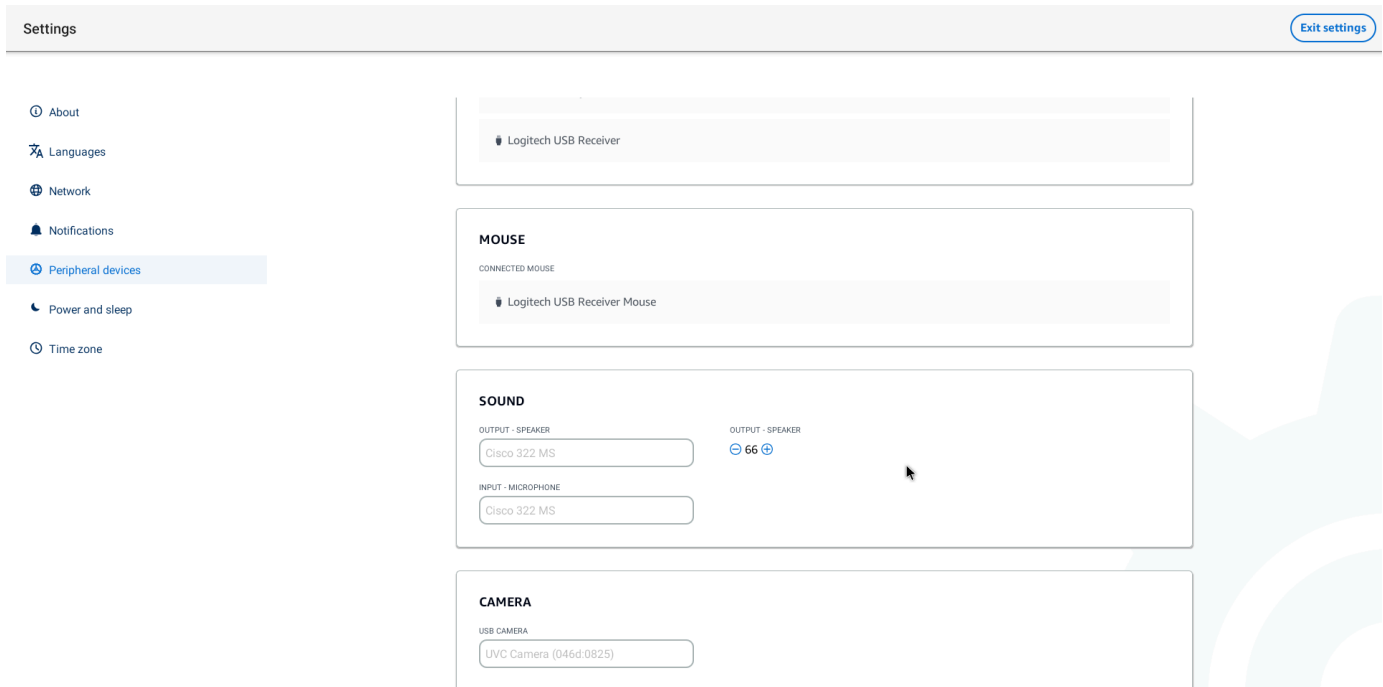 Settings
Exit settings
About
Languages
Network
Notifications
Peripheral devices
Power and sleep
Time zone
Logitech USB Receiver
MOUSE
CONNECTED MOUSE
Logitech USB Receiver Mouse
SOUND
OUTPUT - SPEAKER
Cisco 322 MS
OUTPUT - SPEAKER
66
INPUT - MICROPHONE
Cisco 322 MS
CAMERA
USB CAMERA
UVC Camera (046d:0825)